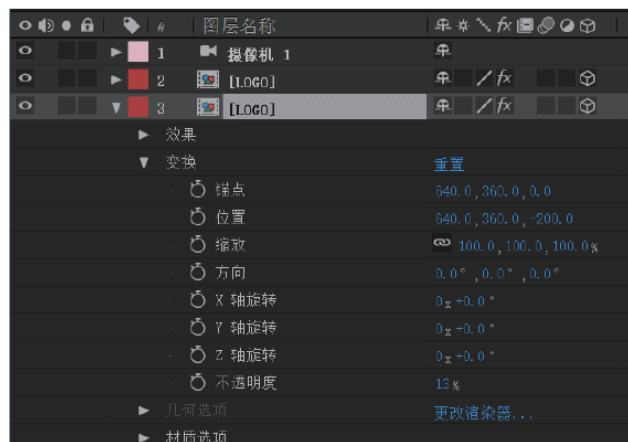 # 图层名称 fx
1 摄像机 1
2 [LOGO] fx
3 [LOGO] fx
效果
变换 重置
锚点 640.0,360.0,0.0
位置 640.0,360.0,-200.0
缩放 100.0,100.0,100.0%
方向 0.0°,0.0°,0.0°
X 轴旋转 0x+0.0°
Y 轴旋转 0x+0.0°
Z 轴旋转 0x+0.0°
不透明度 13%
几何选项 更改渲染器...
材质选项